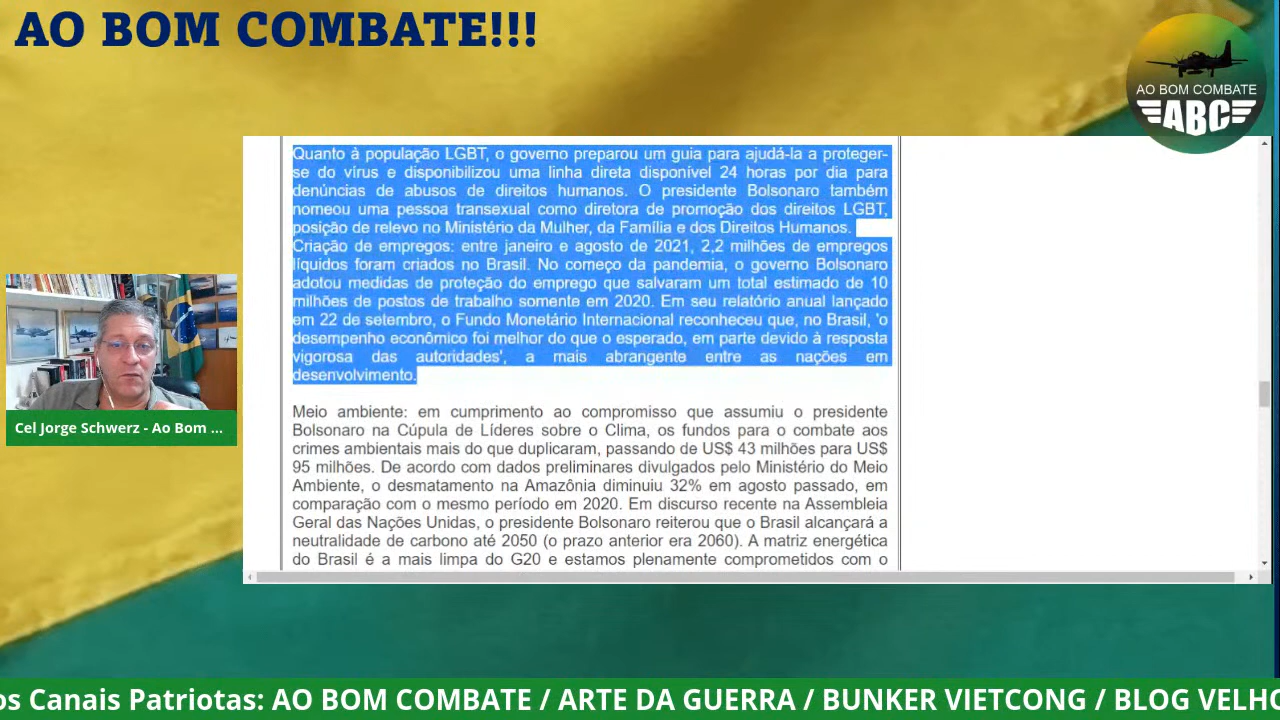 AO BOM COMBATE!!!
AO BOM COMBATE
ABC
Quanto à população LGBT, o governo preparou um guia para ajudá-la a proteger-
se do vírus e disponibilizou uma linha direta disponível 24 horas por dia para
denúncias de abusos de direitos humanos. O presidente Bolsonaro também
nomeou uma pessoa transexual como diretora de promoção dos direitos LGBT,
posição de relevo no Ministério da Mulher, da Família e dos Direitos Humanos.
Criação de empregos: entre janeiro e agosto de 2021, 2,2 milhões de empregos
líquidos foram criados no Brasil. No começo da pandemia, o governo Bolsonaro
adotou medidas de proteção do emprego que salvaram um total estimado de 10
milhões de postos de trabalho somente em 2020. Em seu relatório anual lançado
em 22 de setembro, o Fundo Monetário Internacional reconheceu que, no Brasil, 'o
desempenho econômico foi melhor do que o esperado, em parte devido à resposta
vigorosa das autoridades', a mais abrangente entre as nações em
desenvolvimento.
Meio ambiente: em cumprimento ao compromisso que assumiu o presidente
Bolsonaro na Cúpula de Líderes sobre o Clima, os fundos para o combate aos
crimes ambientais mais do que duplicaram, passando de US$ 43 milhões para US$
95 milhões. De acordo com dados preliminares divulgados pelo Ministério do Meio
Ambiente, o desmatamento na Amazônia diminuiu 32% em agosto passado, em
comparação com o mesmo período em 2020. Em discurso recente na Assembleia
Geral das Nações Unidas, o presidente Bolsonaro reiterou que o Brasil alcançará a
neutralidade de carbono até 2050 (o prazo anterior era 2060). A matriz energética
do Brasil é a mais limpa do G20 e estamos plenamente comprometidos com o
Cel Jorge Schwerz - Ao Bom ...
os Canais Patriotas: AO BOM COMBATE / ARTE DA GUERRA / BUNKER VIETCONG / BLOG VELHO